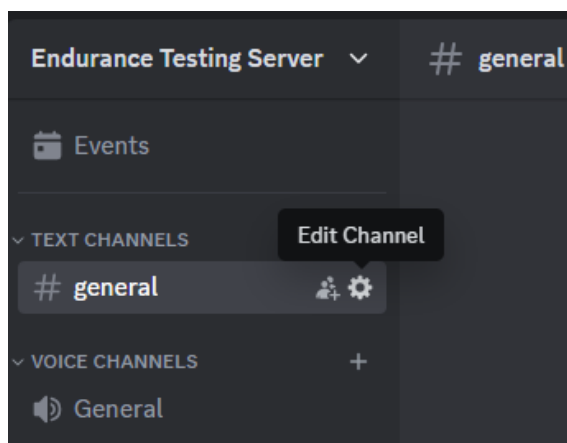 Endurance Testing Server
# general
Events
TEXT CHANNELS
Edit Channel
# general
VOICE CHANNELS
General